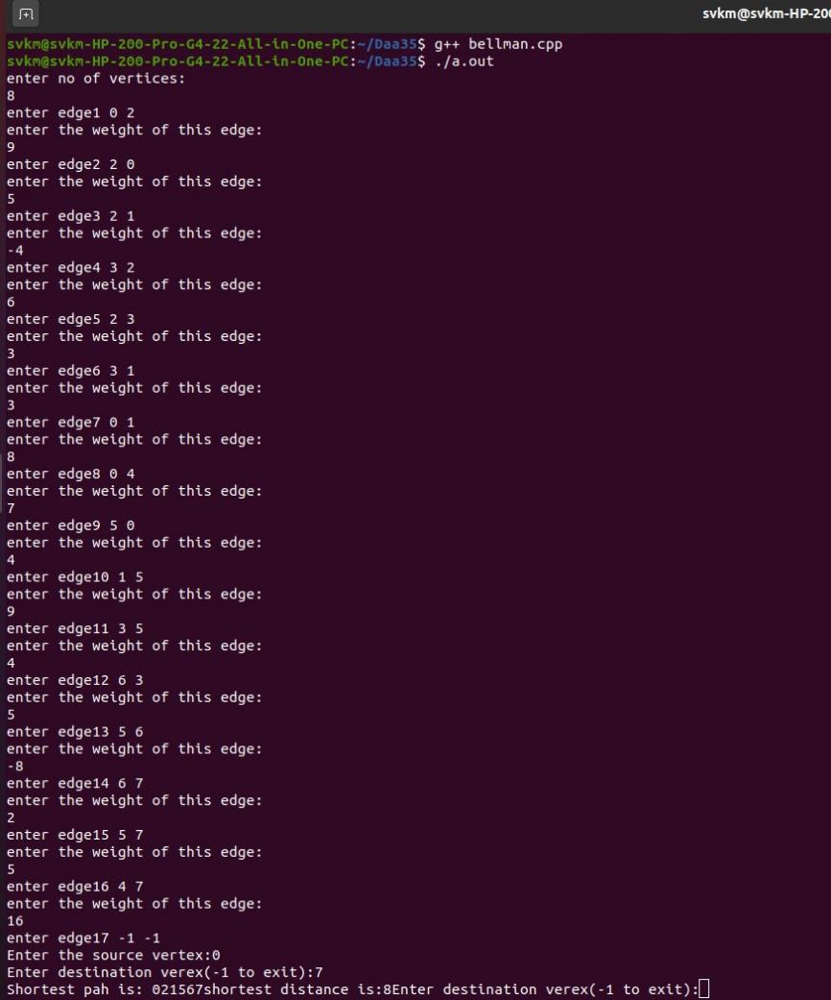 svkm@svkm-HP-200
svkm@svkm-HP-200-Pro-G4-22-All-in-One-PC:~/Daa35$ g++ bellman.cpp
svkm@svkm-HP-200-Pro-G4-22-All-in-One-PC:~/Daa35$ ./a.out
enter no of vertices:
8
enter edge1 0 2
enter the weight of this edge:
9
enter edge2 2 0
enter the weight of this edge:
5
enter edge3 2 1
enter the weight of this edge:
-4
enter edge4 3 2
enter the weight of this edge:
6
enter edge5 2 3
enter the weight of this edge:
3
enter edge6 3 1
enter the weight of this edge:
3
enter edge7 0 1
enter the weight of this edge:
8
enter edge8 0 4
enter the weight of this edge:
7
enter edge9 5 0
enter the weight of this edge:
4
enter edge10 1 5
enter the weight of this edge:
9
enter edge11 3 5
enter the weight of this edge:
4
enter edge12 6 3
enter the weight of this edge:
5
enter edge13 5 6
enter the weight of this edge:
-8
enter edge14 6 7
enter the weight of this edge:
2
enter edge15 5 7
enter the weight of this edge:
5
enter edge16 4 7
enter the weight of this edge:
16
enter edge17 -1 -1
Enter the source vertex:0
Enter destination verex(-1 to exit):7
Shortest pah is: 021567shortest distance is:8Enter destination verex(-1 to exit):